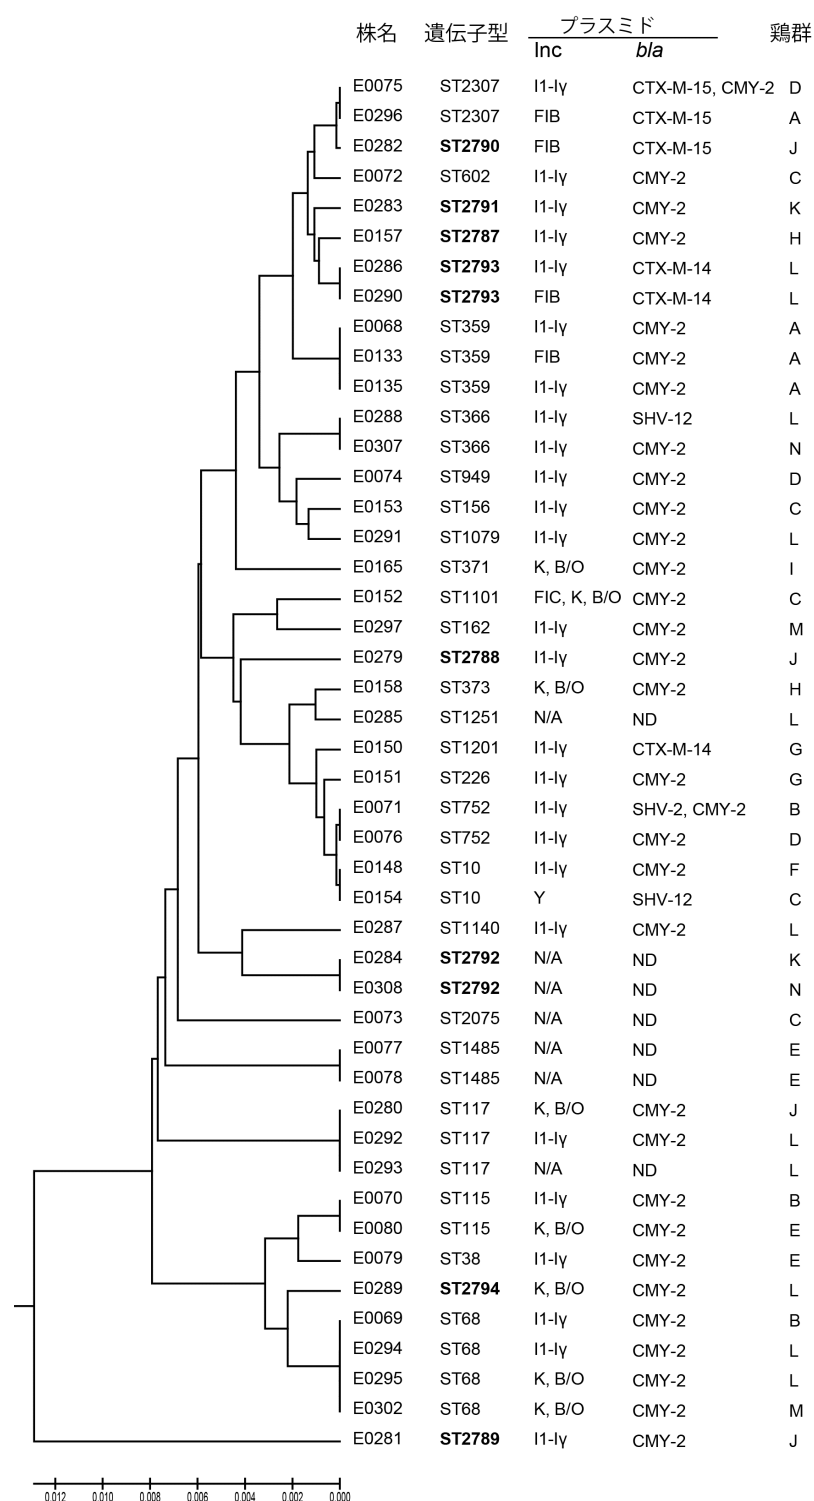 株名 遺伝子型 プラスミド 鶏群
Inc bla
E0075 ST2307 I1-Iγ CTX-M-15, CMY-2 D
E0296 ST2307 FIB CTX-M-15 A
E0282 ST2790 FIB CTX-M-15 J
E0072 ST602 I1-Iγ CMY-2 C
E0283 ST2791 I1-Iγ CMY-2 K
E0157 ST2787 I1-Iγ CMY-2 H
E0286 ST2793 I1-Iγ CTX-M-14 L
E0290 ST2793 FIB CTX-M-14 L
E0068 ST359 I1-Iγ CMY-2 A
E0133 ST359 FIB CMY-2 A
E0135 ST359 I1-Iγ CMY-2 A
E0288 ST366 I1-Iγ SHV-12 L
E0307 ST366 I1-Iγ CMY-2 N
E0074 ST949 I1-Iγ CMY-2 D
E0153 ST156 I1-Iγ CMY-2 C
E0291 ST1079 I1-Iγ CMY-2 L
E0165 ST371 K, B/O CMY-2 I
E0152 ST1101 FIC, K, B/O CMY-2 C
E0297 ST162 I1-Iγ CMY-2 M
E0279 ST2788 I1-Iγ CMY-2 J
E0158 ST373 K, B/O CMY-2 H
E0285 ST1251 N/A ND L
E0150 ST1201 I1-Iγ CTX-M-14 G
E0151 ST226 I1-Iγ CMY-2 G
E0071 ST752 I1-Iγ SHV-2, CMY-2 B
E0076 ST752 I1-Iγ CMY-2 D
E0148 ST10 I1-Iγ CMY-2 F
E0154 ST10 Y SHV-12 C
E0287 ST1140 I1-Iγ CMY-2 L
E0284 ST2792 N/A ND K
E0308 ST2792 N/A ND N
E0073 ST2075 N/A ND C
E0077 ST1485 N/A ND E
E0078 ST1485 N/A ND E
E0280 ST117 K, B/O CMY-2 J
E0292 ST117 I1-Iγ CMY-2 L
E0293 ST117 N/A ND L
E0070 ST115 I1-Iγ CMY-2 B
E0080 ST115 K, B/O CMY-2 E
E0079 ST38 I1-Iγ CMY-2 E
E0289 ST2794 K, B/O CMY-2 L
E0069 ST68 I1-Iγ CMY-2 B
E0294 ST68 I1-Iγ CMY-2 L
E0295 ST68 K, B/O CMY-2 L
E0302 ST68 K, B/O CMY-2 M
E0281 ST2789 I1-Iγ CMY-2 J
0.012 0.010 0.008 0.006 0.004 0.002 0.000